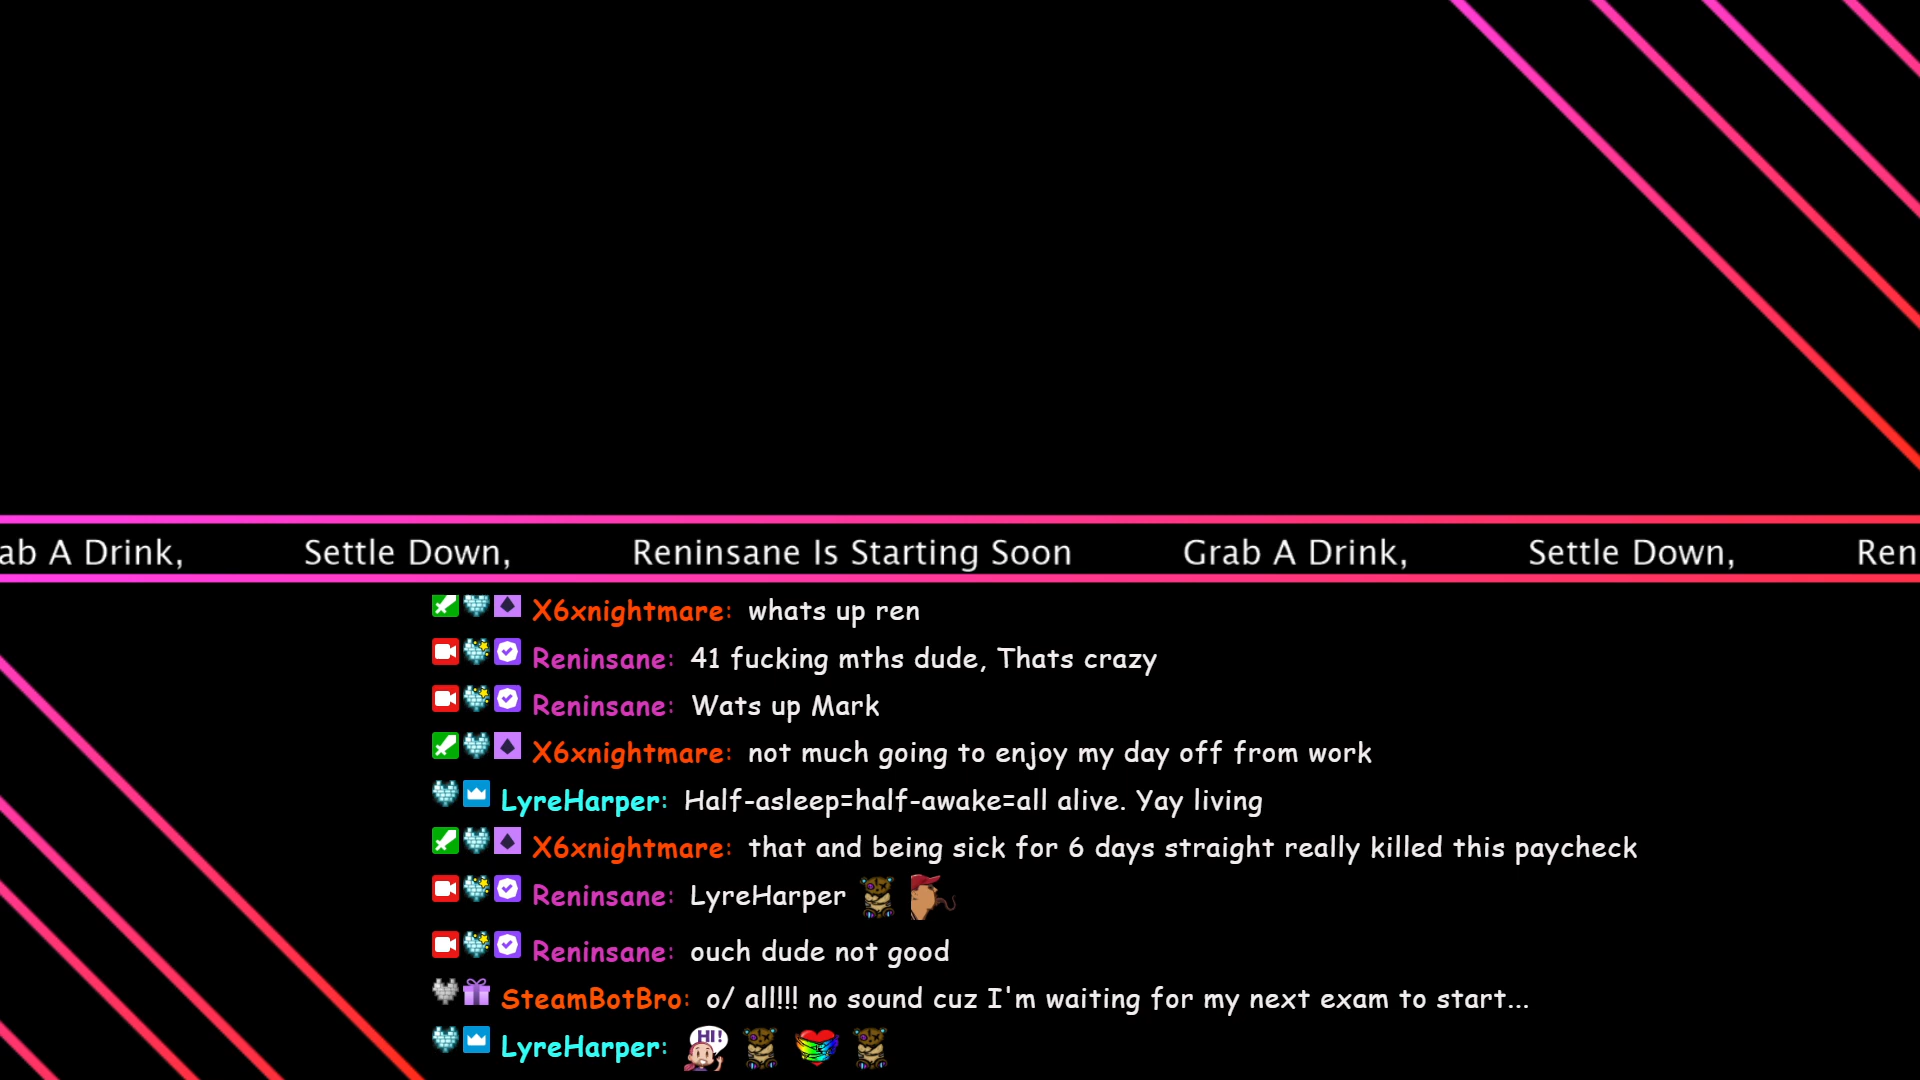 ab A Drink, Settle Down, Reninsane Is Starting Soon Grab A Drink, Settle Down, Ren
X6xnightmare: whats up ren
Reninsane: 41 fucking mths dude, Thats crazy
Reninsane: Wats up Mark
X6xnightmare: not much going to enjoy my day off from work
LyreHarper: Half-asleep=half-awake=all alive. Yay living
X6xnightmare: that and being sick for 6 days straight really killed this paycheck
Reninsane: LyreHarper
Reninsane: ouch dude not good
SteamBotBro: o/ all!!! no sound cuz I'm waiting for my next exam to start...
LyreHarper: HI!